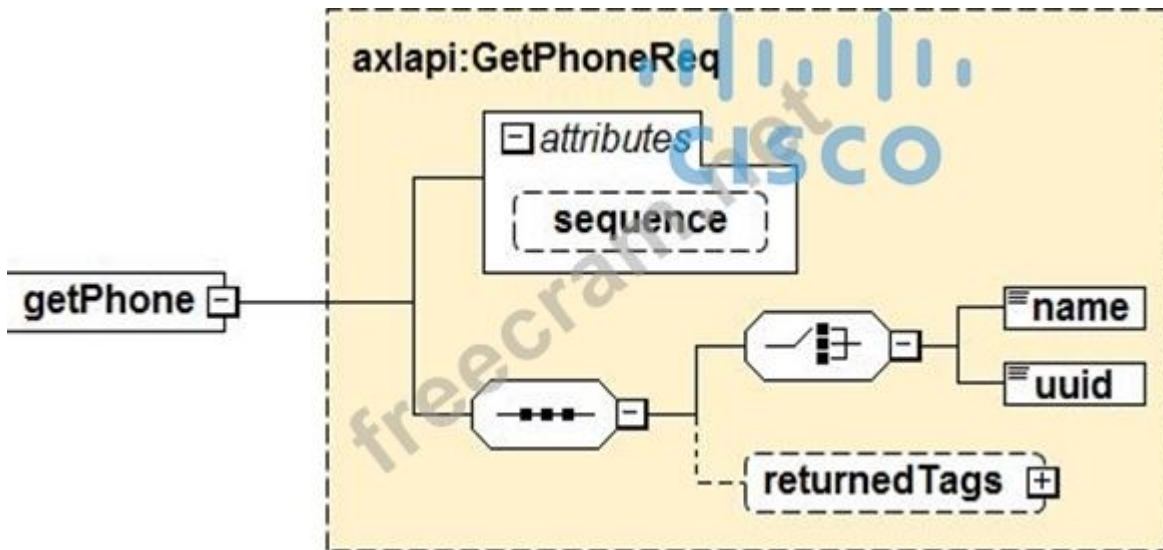 axlapi:GetPhoneReq
CISCO
attributes
sequence
getPhone
name
uuid
returnedTags
freecram.net